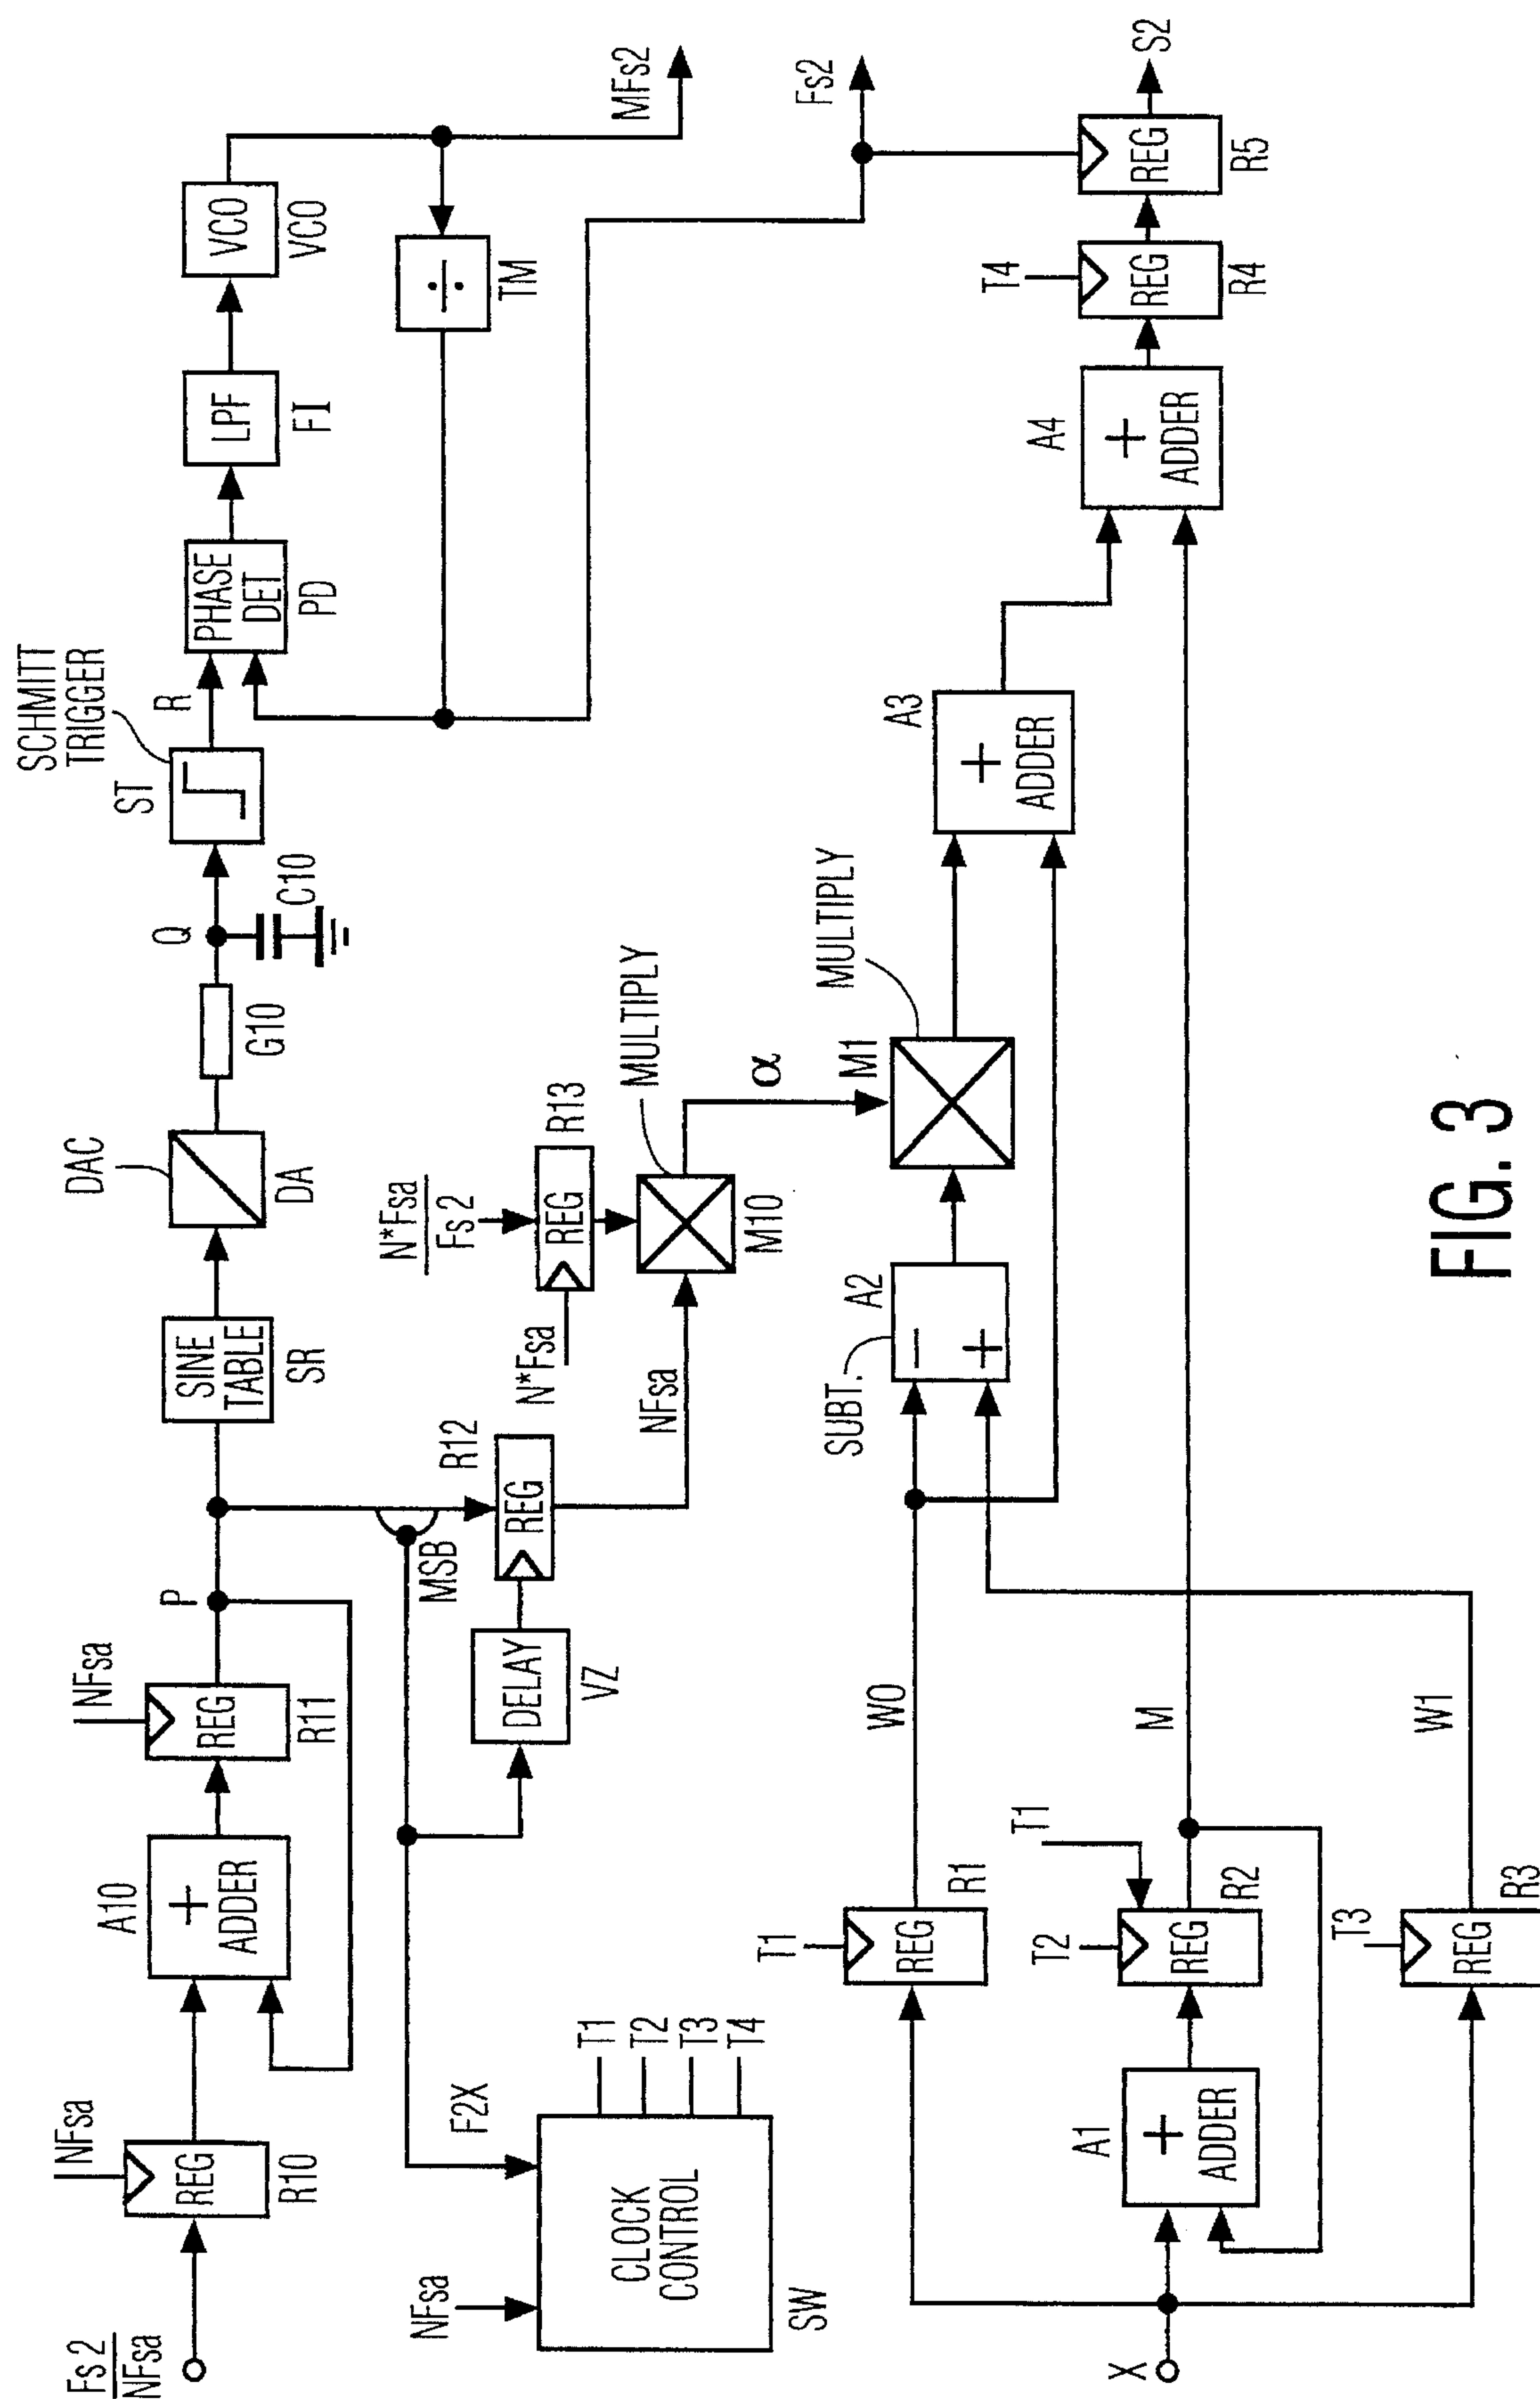 Fs2
NFsa
NFsa
REG
R10
A10
+
ADDER
NFsa
REG
R11
P
SINE
TABLE
SR
DAC
DA
G10
Q
C10
ST
SCHMITT
TRIGGER
R
PHASE
DET
PD
LPF
FI
VCO
VCO
MFs2
÷
TM
Fs2
MSB
DELAY
VZ
R12
REG
NFsa
N*Fsa
N*Fsa
Fs2
REG
R13
MULTIPLY
M10
α
NFsa
F2X
CLOCK
CONTROL
SW
T1
T2
T3
T4
X
A1
+
ADDER
T1
REG
R1
T2
T1
REG
R2
T3
REG
R3
W0
M
W1
SUBT.
A2
−
+
MULTIPLY
M1
A3
+
ADDER
A4
+
ADDER
T4
REG
R4
REG
R5
S2
FIG. 3